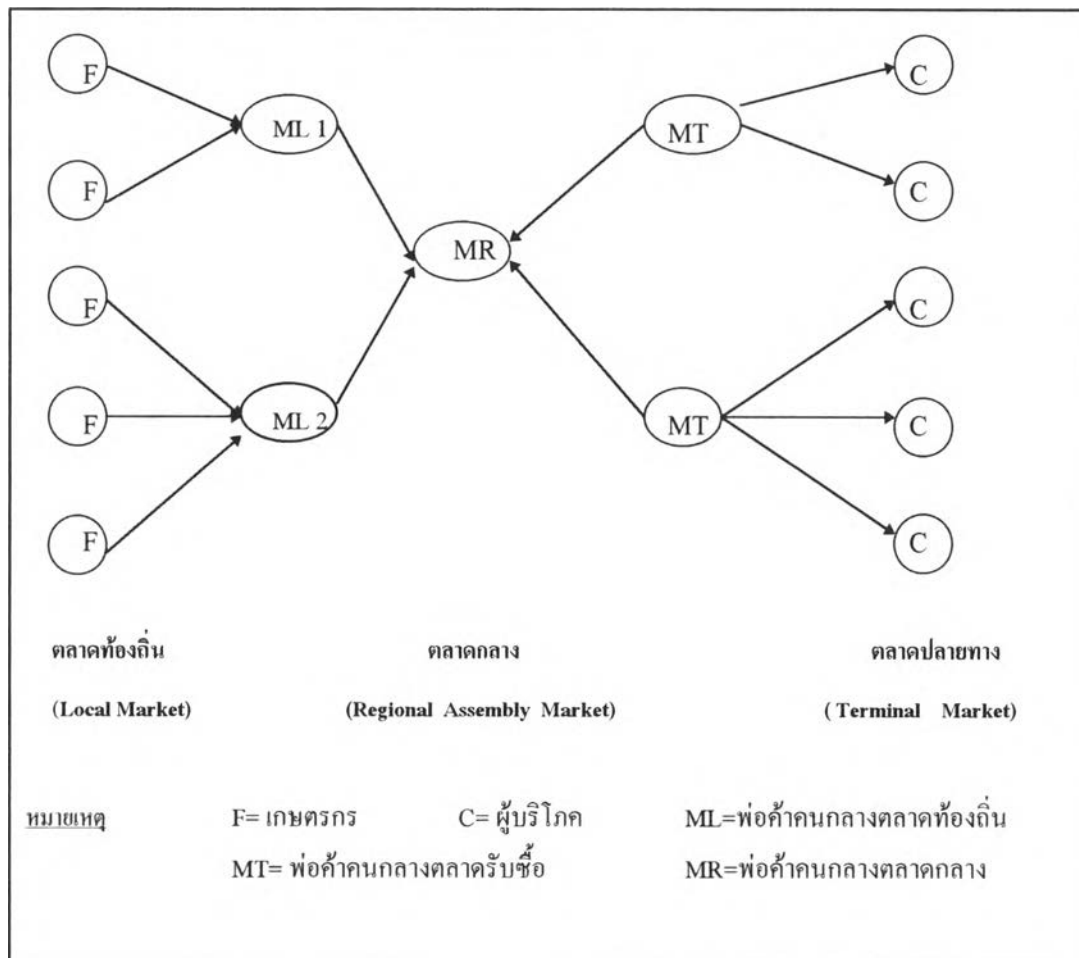 F
C
ML 1
MT
F
C
MR
F
C
F
ML 2
MT
C
F
C
ตลาดท้องถิ่น ตลาดกลาง ตลาดปลายทาง
(Local Market) (Regional Assembly Market) ( Terminal Market)
หมายเหตุ F= เกษตรกร C= ผู้บริโภค ML=พ่อค้าคนกลางตลาดท้องถิ่น
MT= พ่อค้าคนกลางตลาดรับซื้อ MR=พ่อค้าคนกลางตลาดกลาง